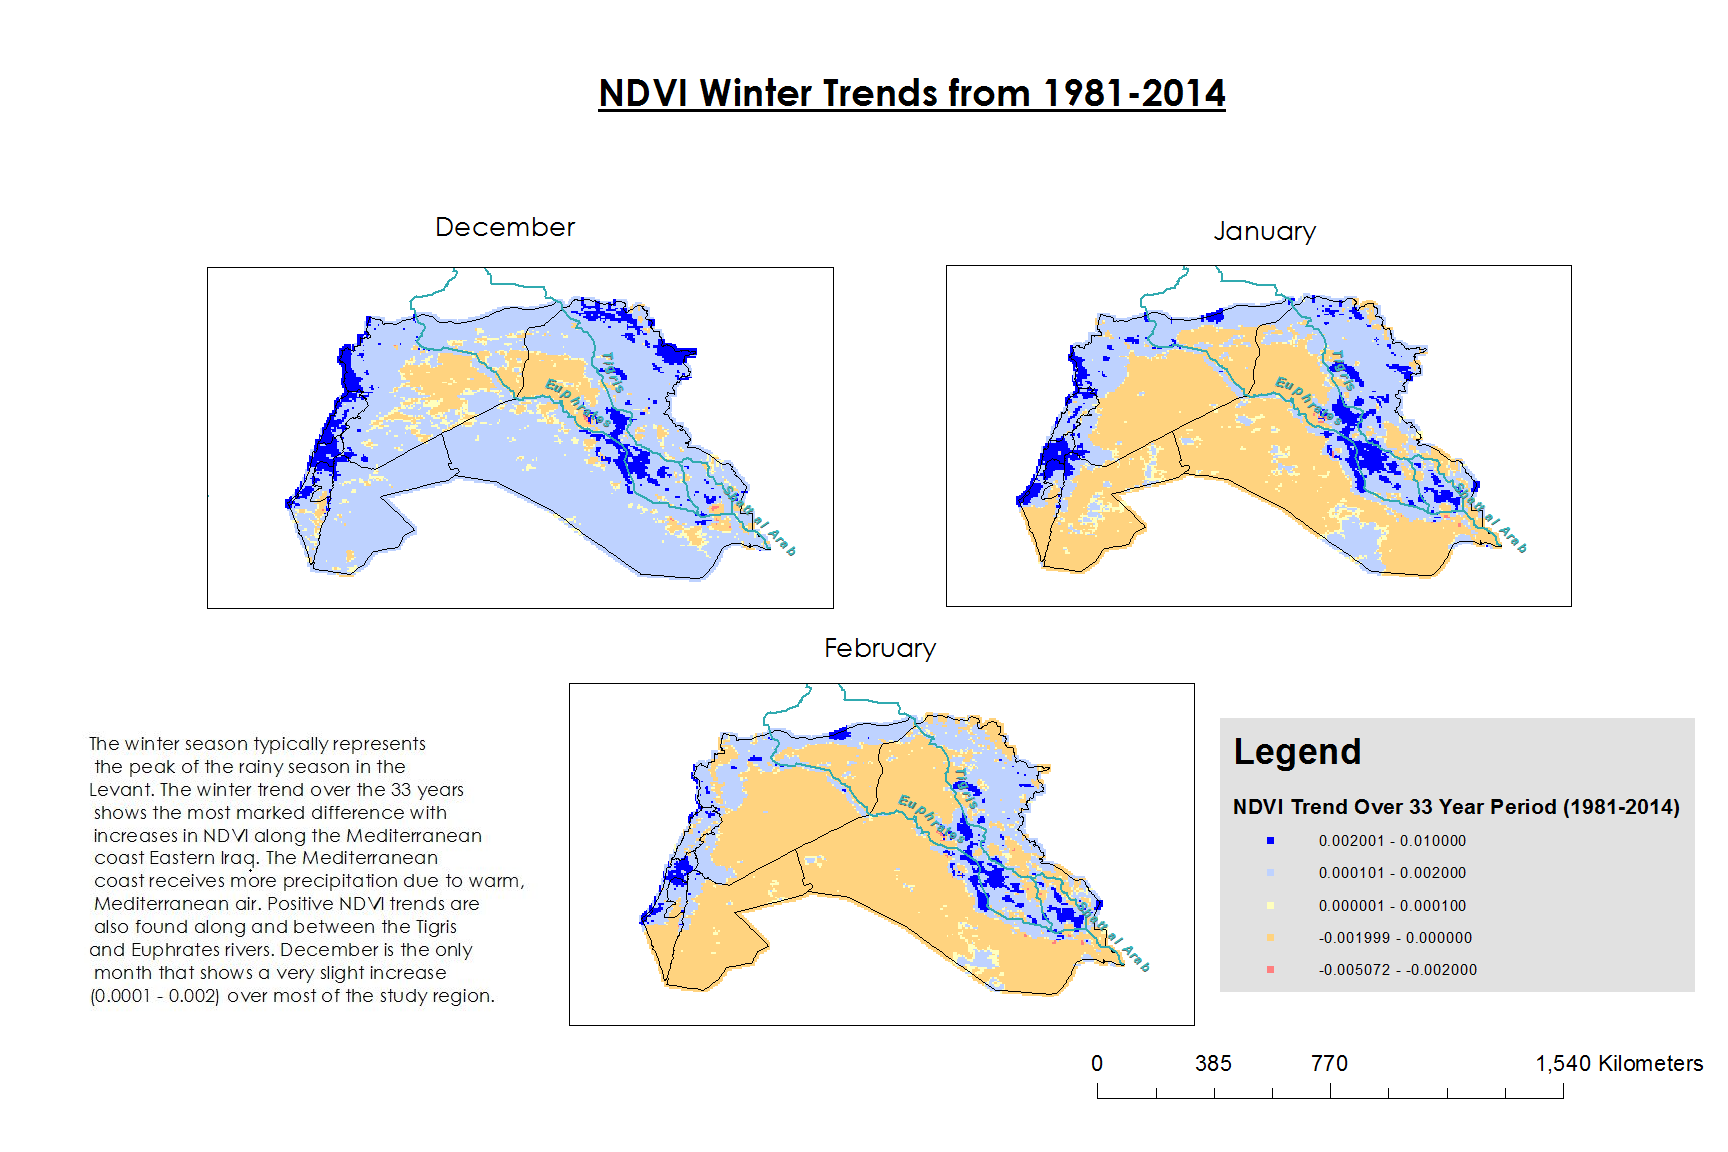 NDVI Winter Trends from 1981-2014
December
January
Tigris
Euphrates
Shattal Arab
Tigris
Euphrates
Shattal Arab
February
Tigris
Euphrates
Shattal Arab
The winter season typically represents
the peak of the rainy season in the
Levant. The winter trend over the 33 years
shows the most marked difference with
increases in NDVI along the Mediterranean
coast Eastern Iraq. The Mediterranean
coast receives more precipitation due to warm,
Mediterranean air. Positive NDVI trends are
also found along and between the Tigris
and Euphrates rivers. December is the only
month that shows a very slight increase
(0.0001 - 0.002) over most of the study region.
Legend
NDVI Trend Over 33 Year Period (1981-2014)
0.002001 - 0.010000
0.000101 - 0.002000
0.000001 - 0.000100
-0.001999 - 0.000000
-0.005072 - -0.002000
0 385 770 1,540 Kilometers